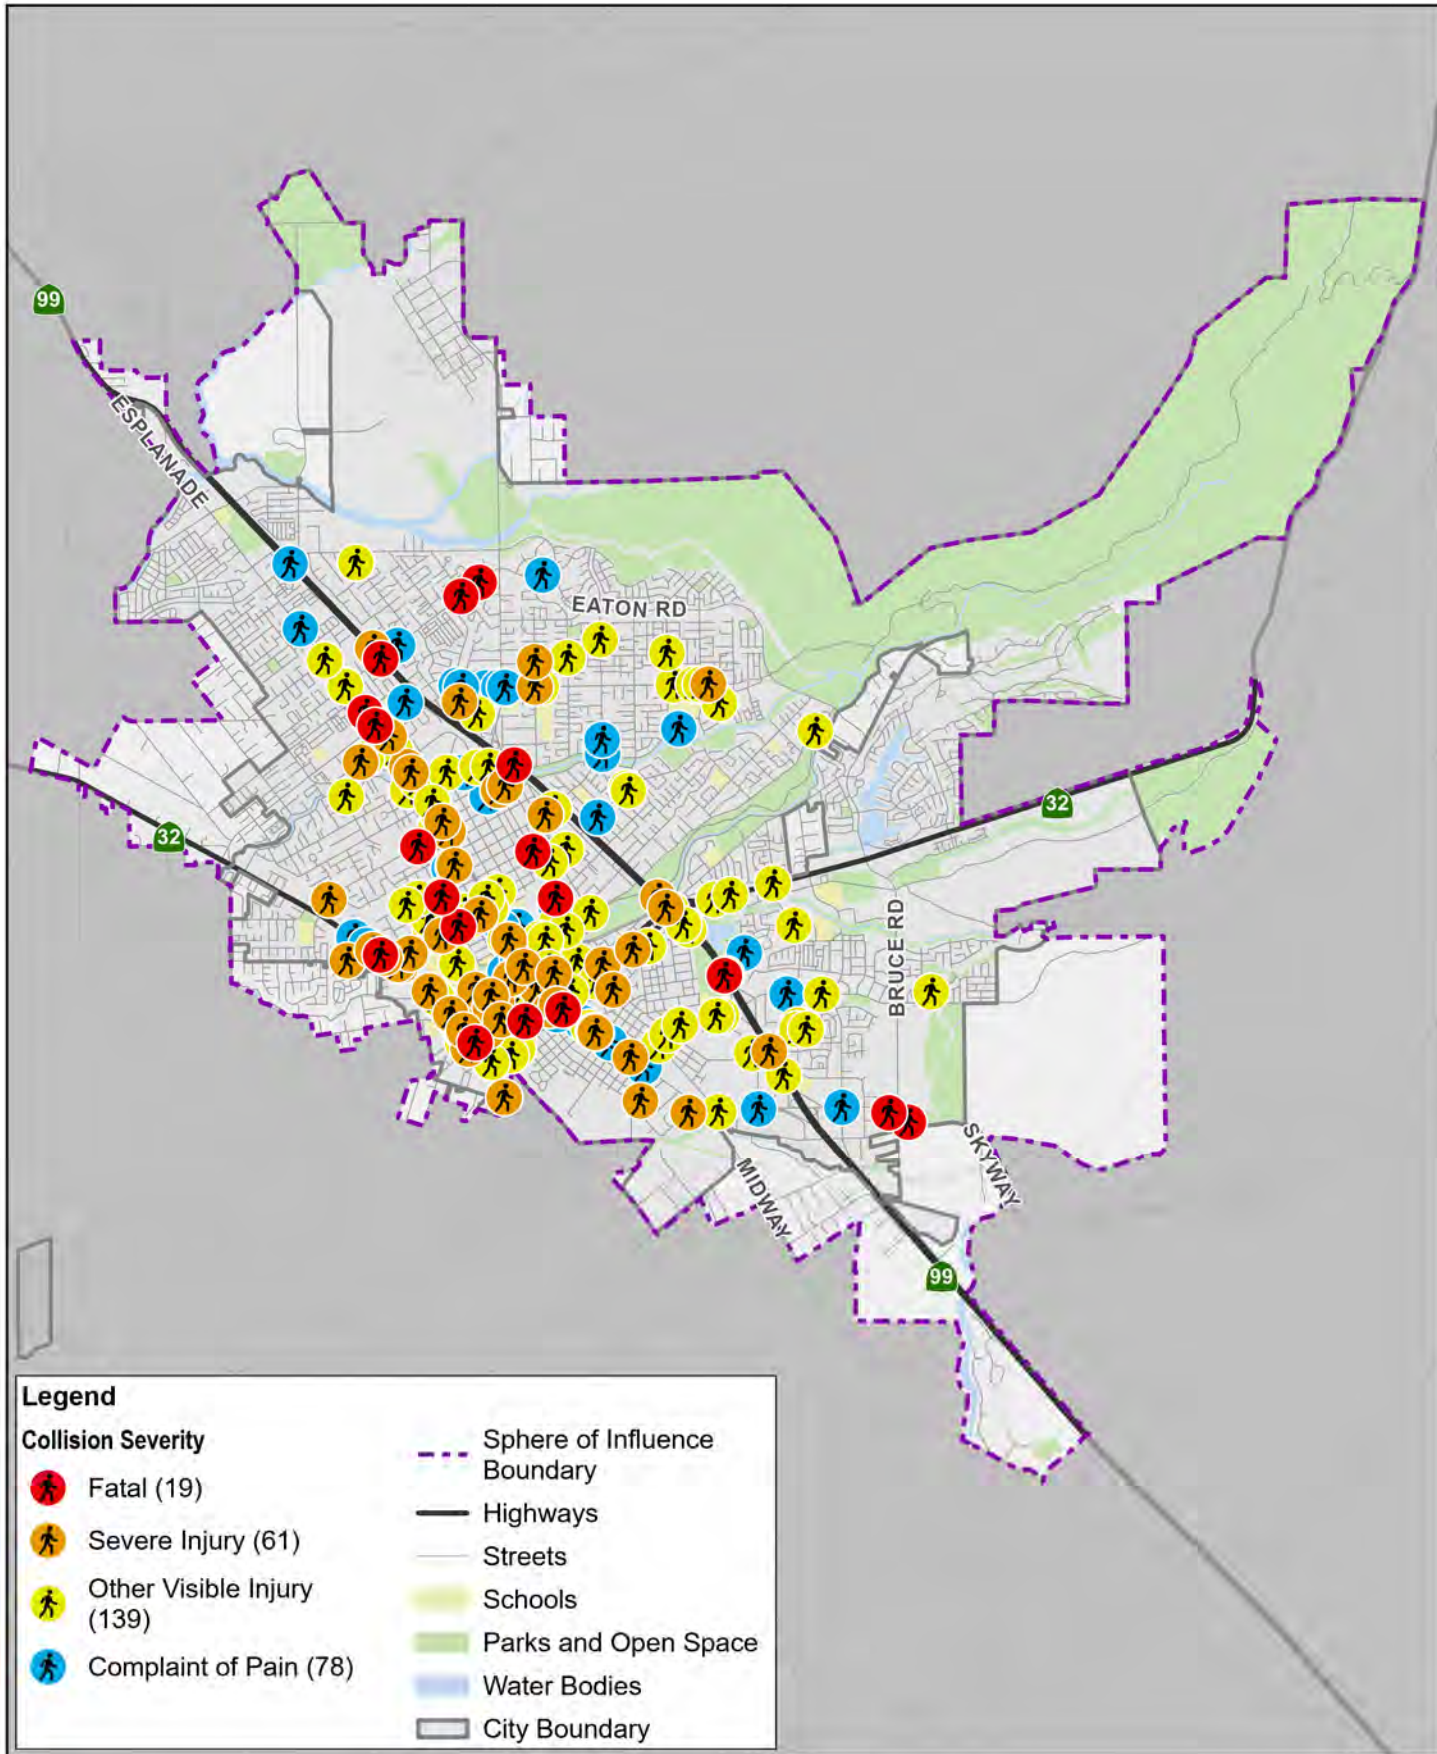 99
ESPLANADE
EATON RD
32
32
BRUCE RD
SKYWAY
MIDWAY
99
Legend
Collision Severity
Fatal (19)
Severe Injury (61)
Other Visible Injury
(139)
Complaint of Pain (78)
Sphere of Influence
Boundary
Highways
Streets
Schools
Parks and Open Space
Water Bodies
City Boundary